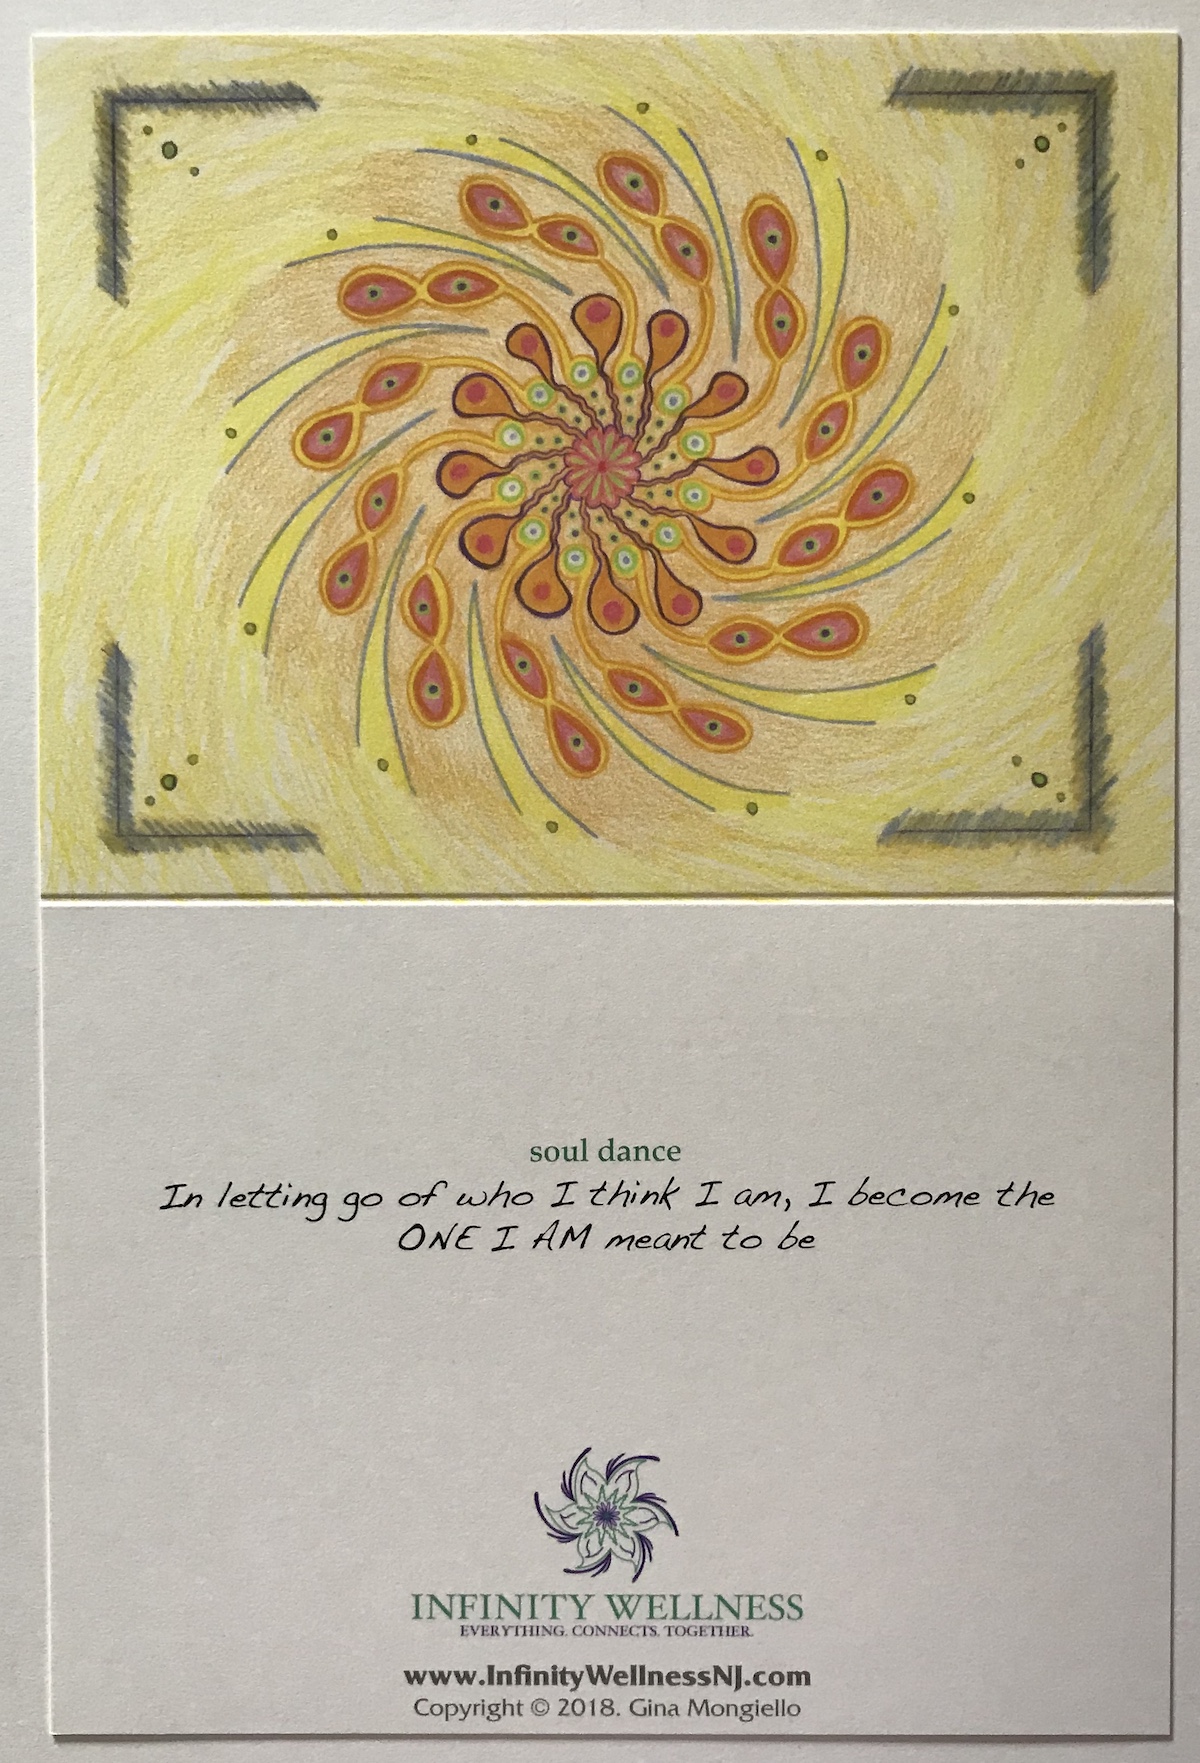 soul dance
In letting go of who I think I am, I become the
ONE I AM meant to be
INFINITY WELLNESS
EVERYTHING. CONNECTS. TOGETHER.
www.InfinityWellnessNJ.com
Copyright © 2018. Gina Mongiello